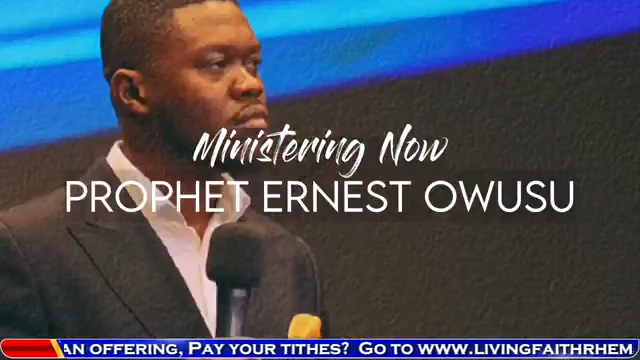 Ministering Now
PROPHET ERNEST OWUSU
AN OFFERING, PAY YOUR TITHES? GO TO WWW.LIVINGFAITHRHEM